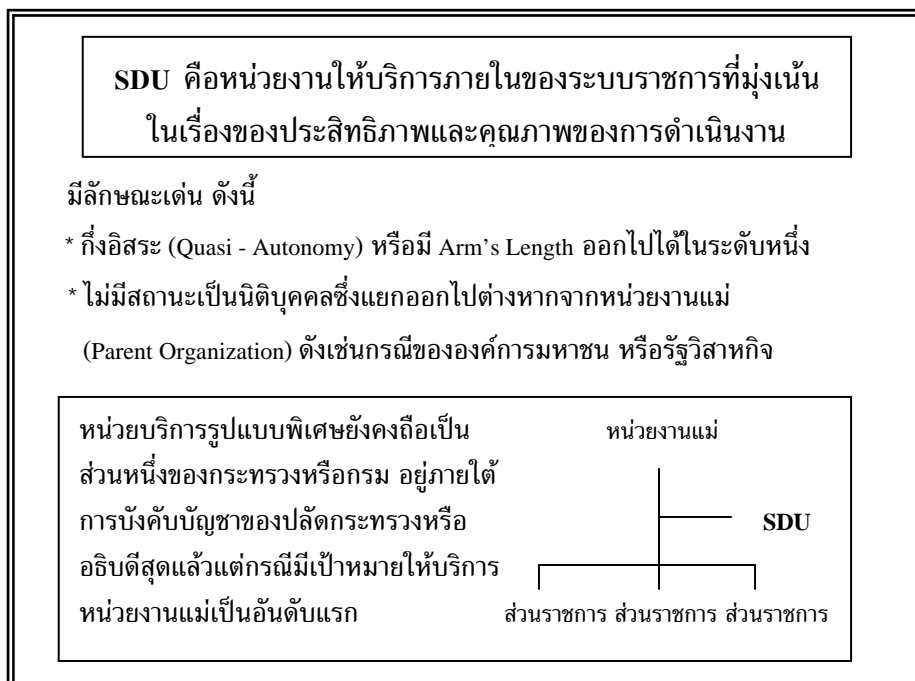 SDU คือหน่วยงานให้บริการภายในของระบบราชการที่มุ่งเน้น
ในเรื่องของประสิทธิภาพและคุณภาพของการดำเนินงาน
มีลักษณะเด่น ดังนี้
* กึ่งอิสระ (Quasi - Autonomy) หรือมี Arm's Length ออกไปได้ในระดับหนึ่ง
* ไม่มีสถานะเป็นนิติบุคคลซึ่งแยกออกไปต่างหากจากหน่วยงานแม่
(Parent Organization) ดังเช่นกรณีขององค์การมหาชน หรือรัฐวิสาหกิจ
หน่วยบริการรูปแบบพิเศษยังคงถือเป็น
ส่วนหนึ่งของกระทรวงหรือกรม อยู่ภายใต้
การบังคับบัญชาของปลัดกระทรวงหรือ
อธิบดีสุดแล้วแต่กรณีมีเป้าหมายให้บริการ
หน่วยงานแม่เป็นอันดับแรก
หน่วยงานแม่
SDU
ส่วนราชการ ส่วนราชการ ส่วนราชการ